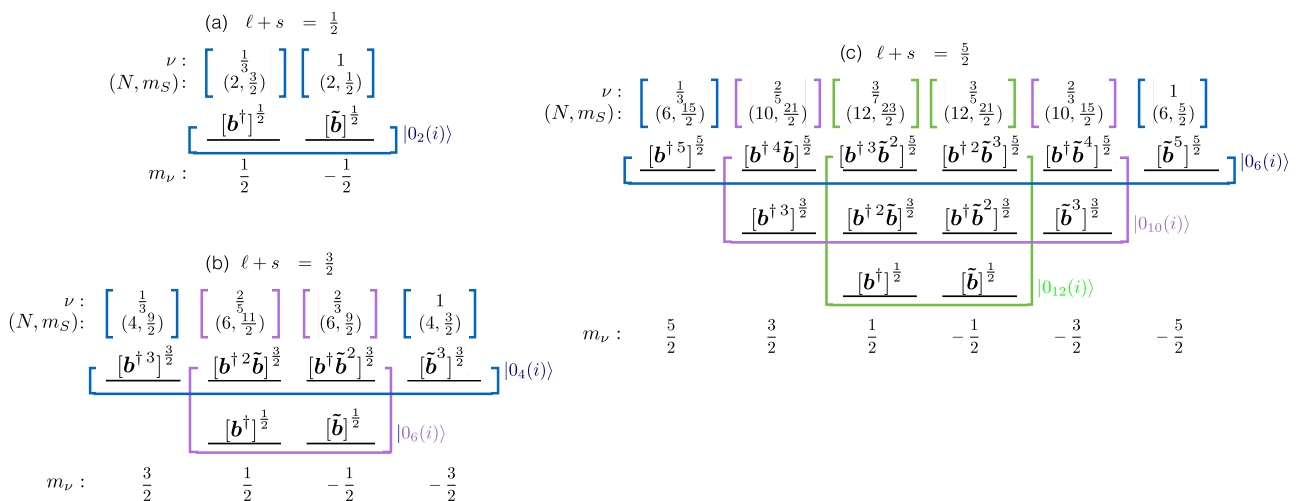 (a) ℓ + s = 1/2
ν : 1/3 1
(N, m_S): (2, 3/2) (2, 1/2)
[b†]^{1/2} [b̃]^{1/2} |0_2(i)⟩
m_ν : 1/2 −1/2
(b) ℓ + s = 3/2
ν : 1/3 2/5 2/3 1
(N, m_S): (4, 9/2) (6, 11/2) (6, 9/2) (4, 3/2)
[b^{† 3}]^{3/2} [b^{† 2} b̃]^{3/2} [b† b̃^2]^{3/2} [b̃^3]^{3/2} |0_4(i)⟩
[b†]^{1/2} [b̃]^{1/2} |0_6(i)⟩
m_ν : 3/2 1/2 −1/2 −3/2
(c) ℓ + s = 5/2
ν : 1/3 2/5 3/7 3/5 2/3 1
(N, m_S): (6, 15/2) (10, 21/2) (12, 23/2) (12, 21/2) (10, 15/2) (6, 5/2)
[b^{† 5}]^{5/2} [b^{† 4} b̃]^{5/2} [b^{† 3} b̃^2]^{5/2} [b^{† 2} b̃^3]^{5/2} [b† b̃^4]^{5/2} [b̃^5]^{5/2} |0_6(i)⟩
[b^{† 3}]^{3/2} [b^{† 2} b̃]^{3/2} [b† b̃^2]^{3/2} [b̃^3]^{3/2} |0_{10}(i)⟩
[b†]^{1/2} [b̃]^{1/2} |0_{12}(i)⟩
m_ν : 5/2 3/2 1/2 −1/2 −3/2 −5/2